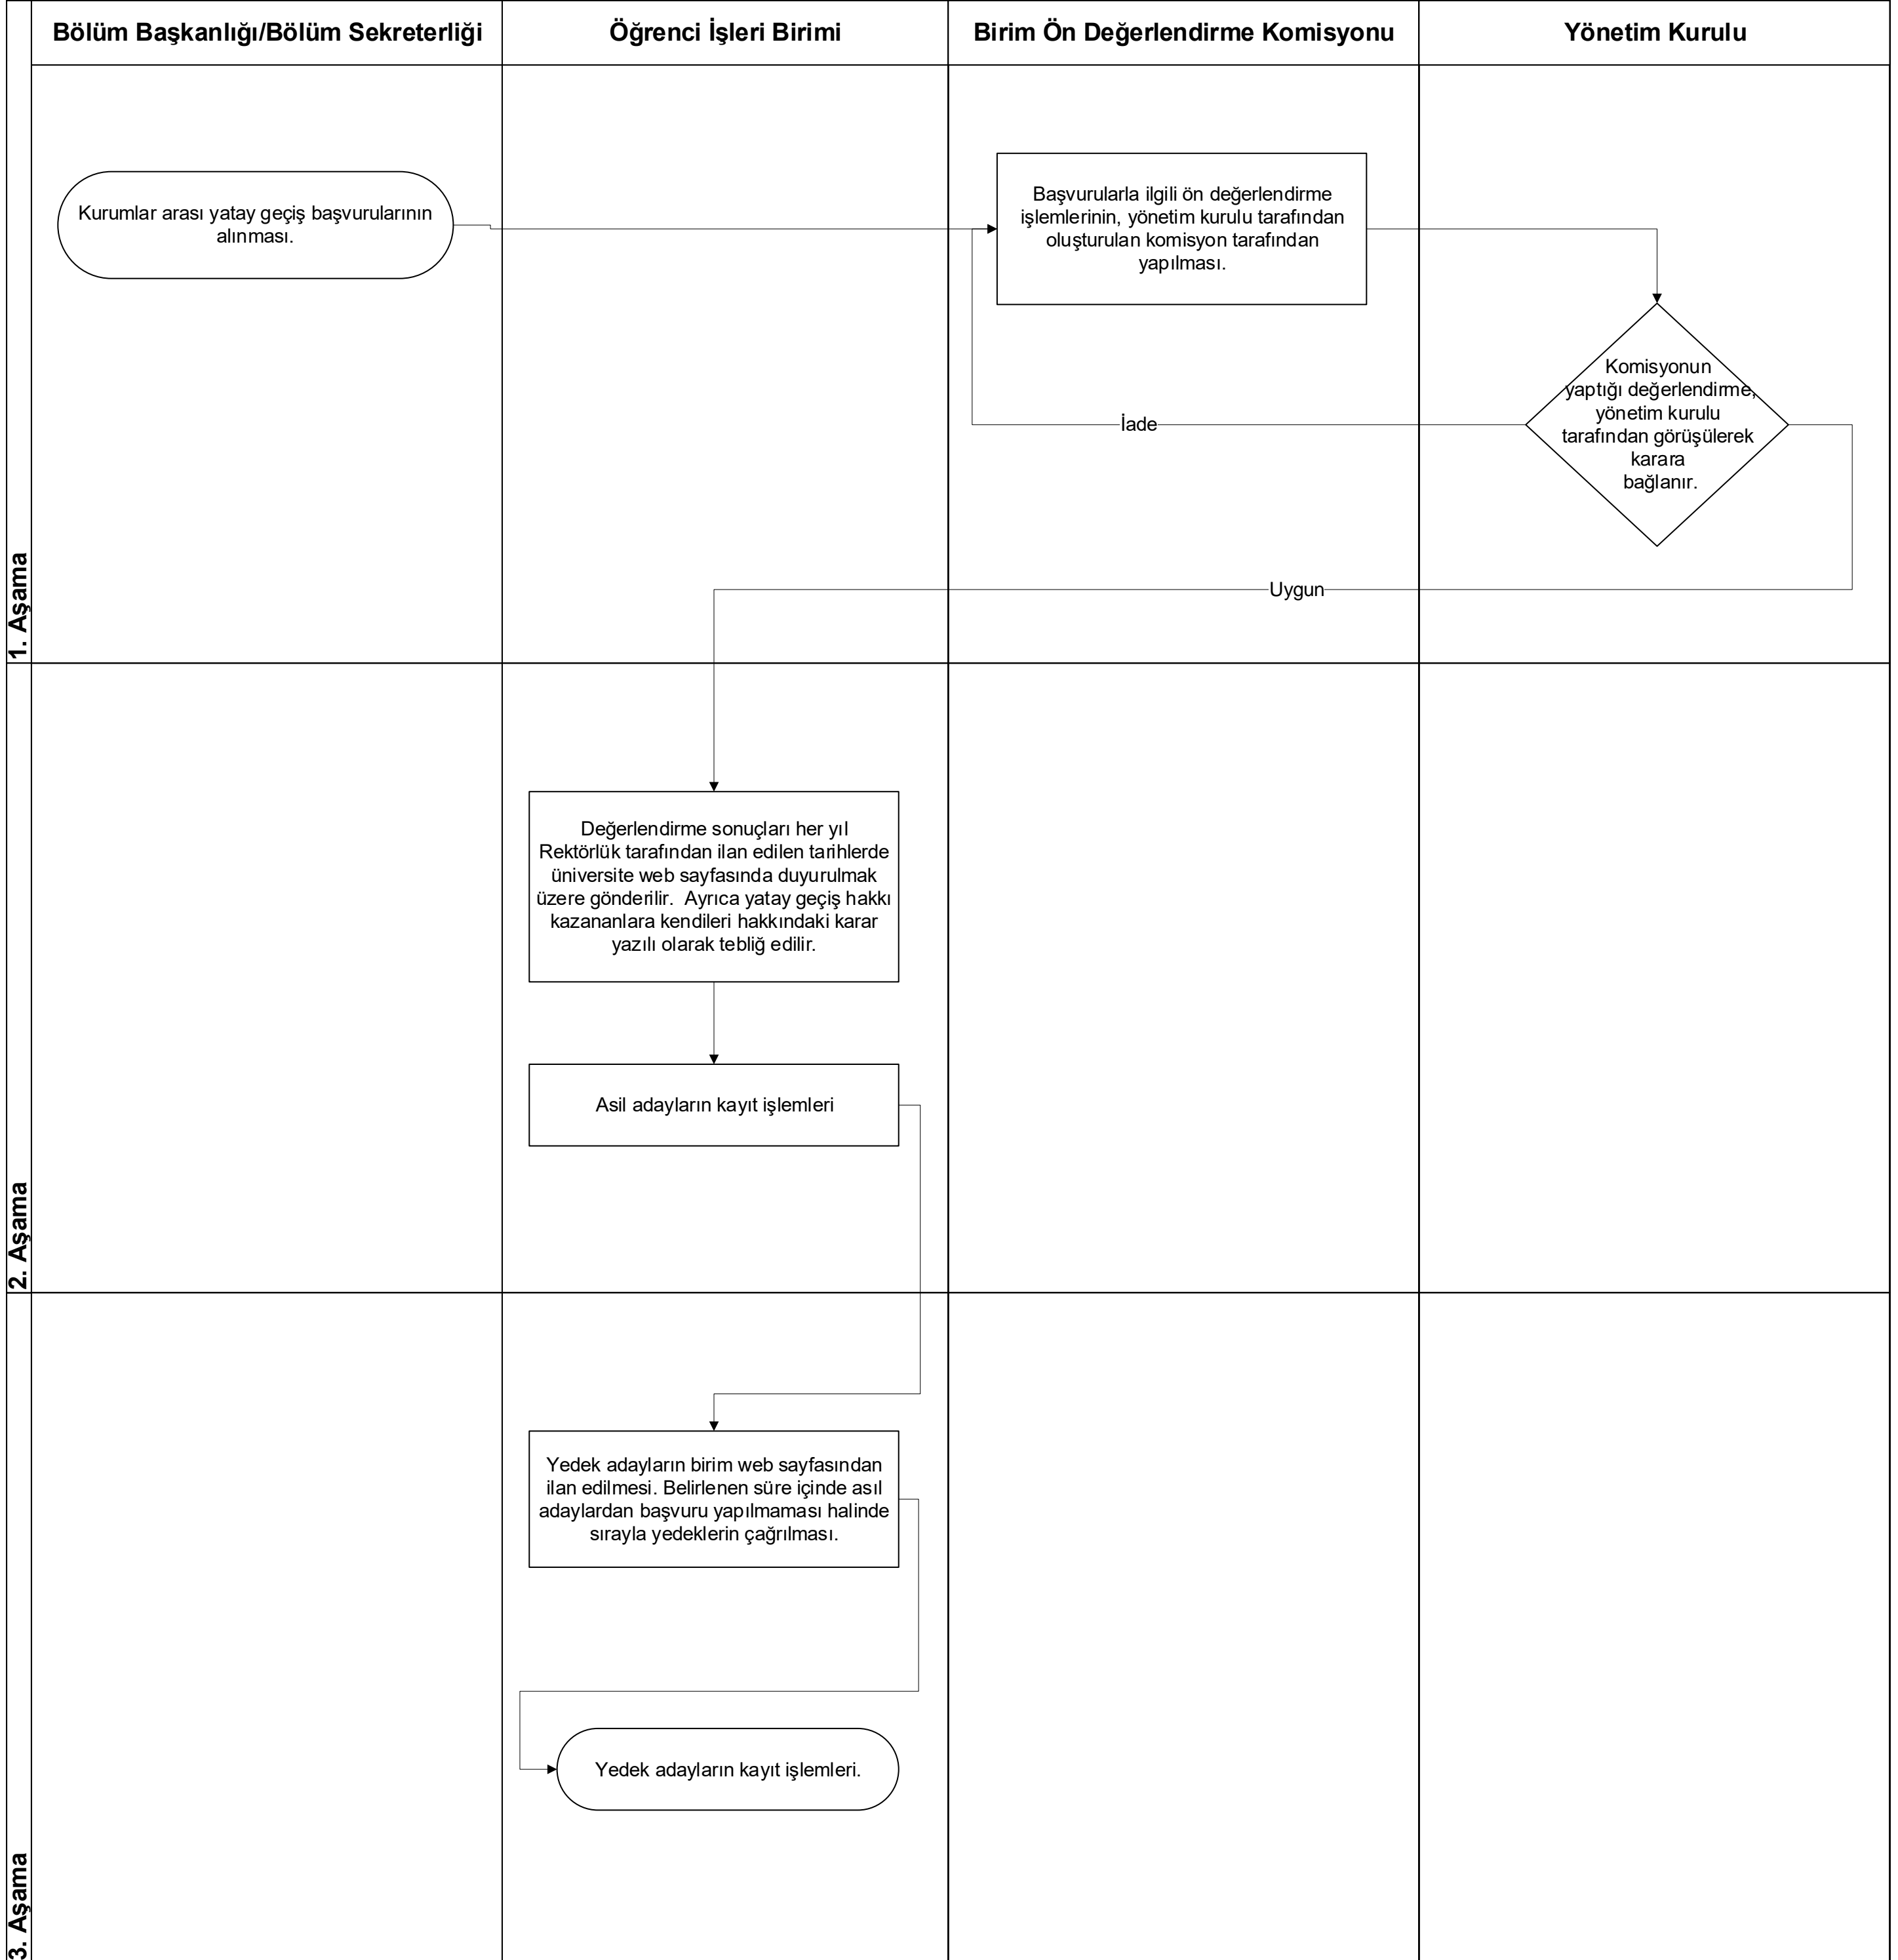 Bölüm Başkanlığı/Bölüm Sekreterliği
Öğrenci İşleri Birimi
Birim Ön Değerlendirme Komisyonu
Yönetim Kurulu
1. Aşama
Kurumlar arası yatay geçiş başvurularının
alınması.
Başvurularla ilgili ön değerlendirme
işlemlerinin, yönetim kurulu tarafından
oluşturulan komisyon tarafından
yapılması.
Komisyonun
yaptığı değerlendirme,
yönetim kurulu
tarafından görüşülerek
karara
bağlanır.
İade
Uygun
2. Aşama
Değerlendirme sonuçları her yıl
Rektörlük tarafından ilan edilen tarihlerde
üniversite web sayfasında duyurulmak
üzere gönderilir.  Ayrıca yatay geçiş hakkı
kazananlara kendileri hakkındaki karar
yazılı olarak tebliğ edilir.
Asil adayların kayıt işlemleri
3. Aşama
Yedek adayların birim web sayfasından
ilan edilmesi. Belirlenen süre içinde asıl
adaylardan başvuru yapılmaması halinde
sırayla yedeklerin çağrılması.
Yedek adayların kayıt işlemleri.